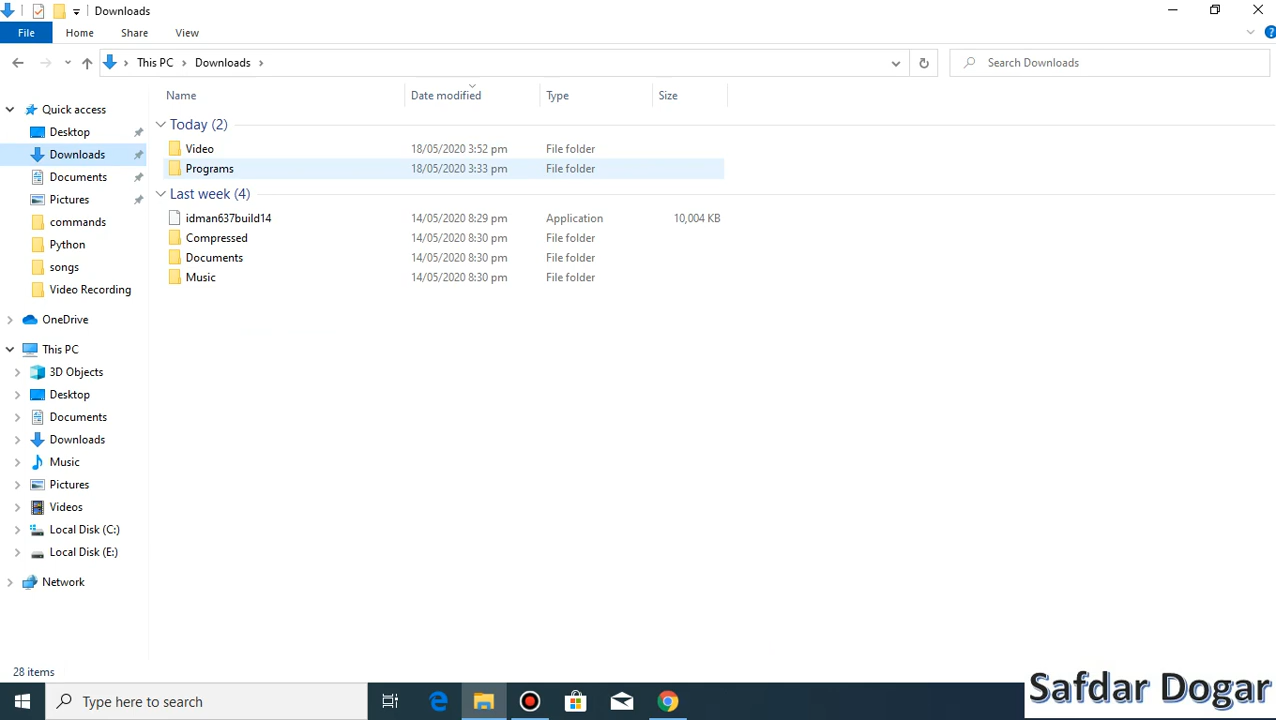 Downloads
File Home Share View
This PC Downloads Search Downloads
Name Date modified Type Size
Quick access
Desktop
Downloads
Documents
Pictures
commands
Python
songs
Video Recording
OneDrive
This PC
3D Objects
Desktop
Documents
Downloads
Music
Pictures
Videos
Local Disk (C:)
Local Disk (E:)
Network
Today (2)
Video 18/05/2020 3:52 pm File folder
Programs 18/05/2020 3:33 pm File folder
Last week (4)
idman637build14 14/05/2020 8:29 pm Application 10,004 KB
Compressed 14/05/2020 8:30 pm File folder
Documents 14/05/2020 8:30 pm File folder
Music 14/05/2020 8:30 pm File folder
28 items
Type here to search
Safdar Dogar